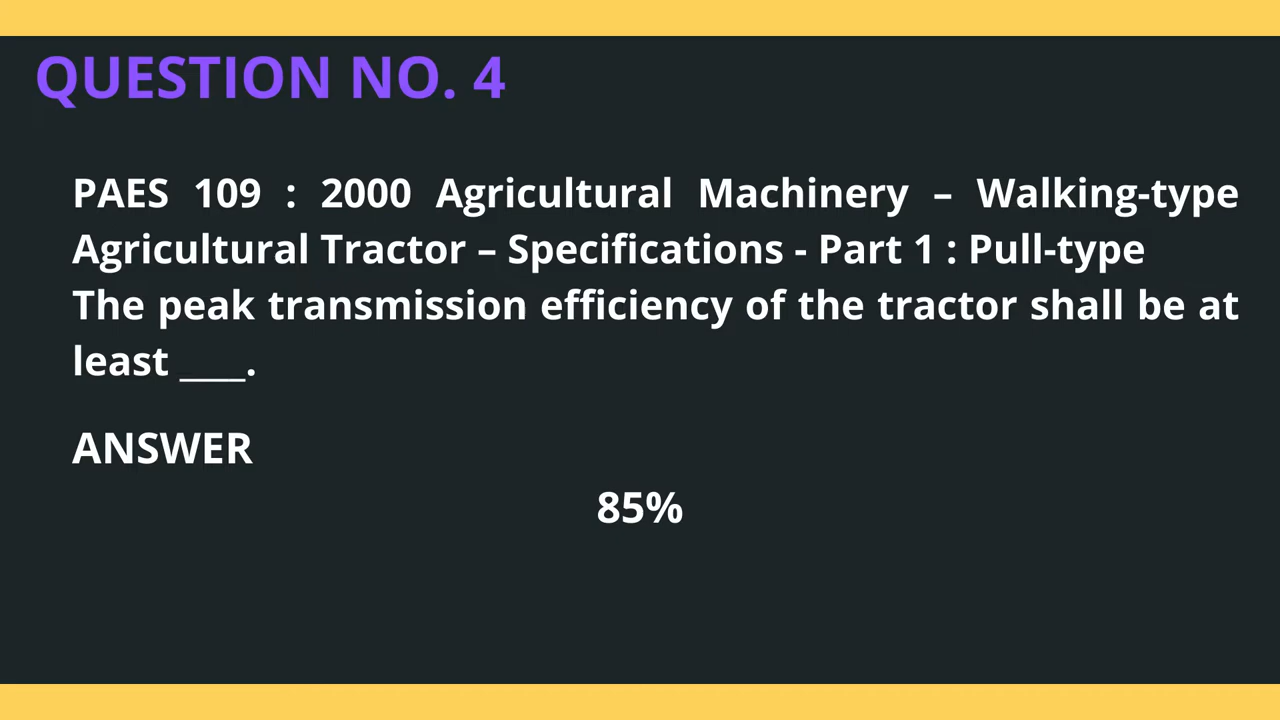 QUESTION NO. 4
PAES 109 : 2000 Agricultural Machinery – Walking-type
Agricultural Tractor – Specifications - Part 1 : Pull-type
The peak transmission efficiency of the tractor shall be at
least ____.
ANSWER
85%